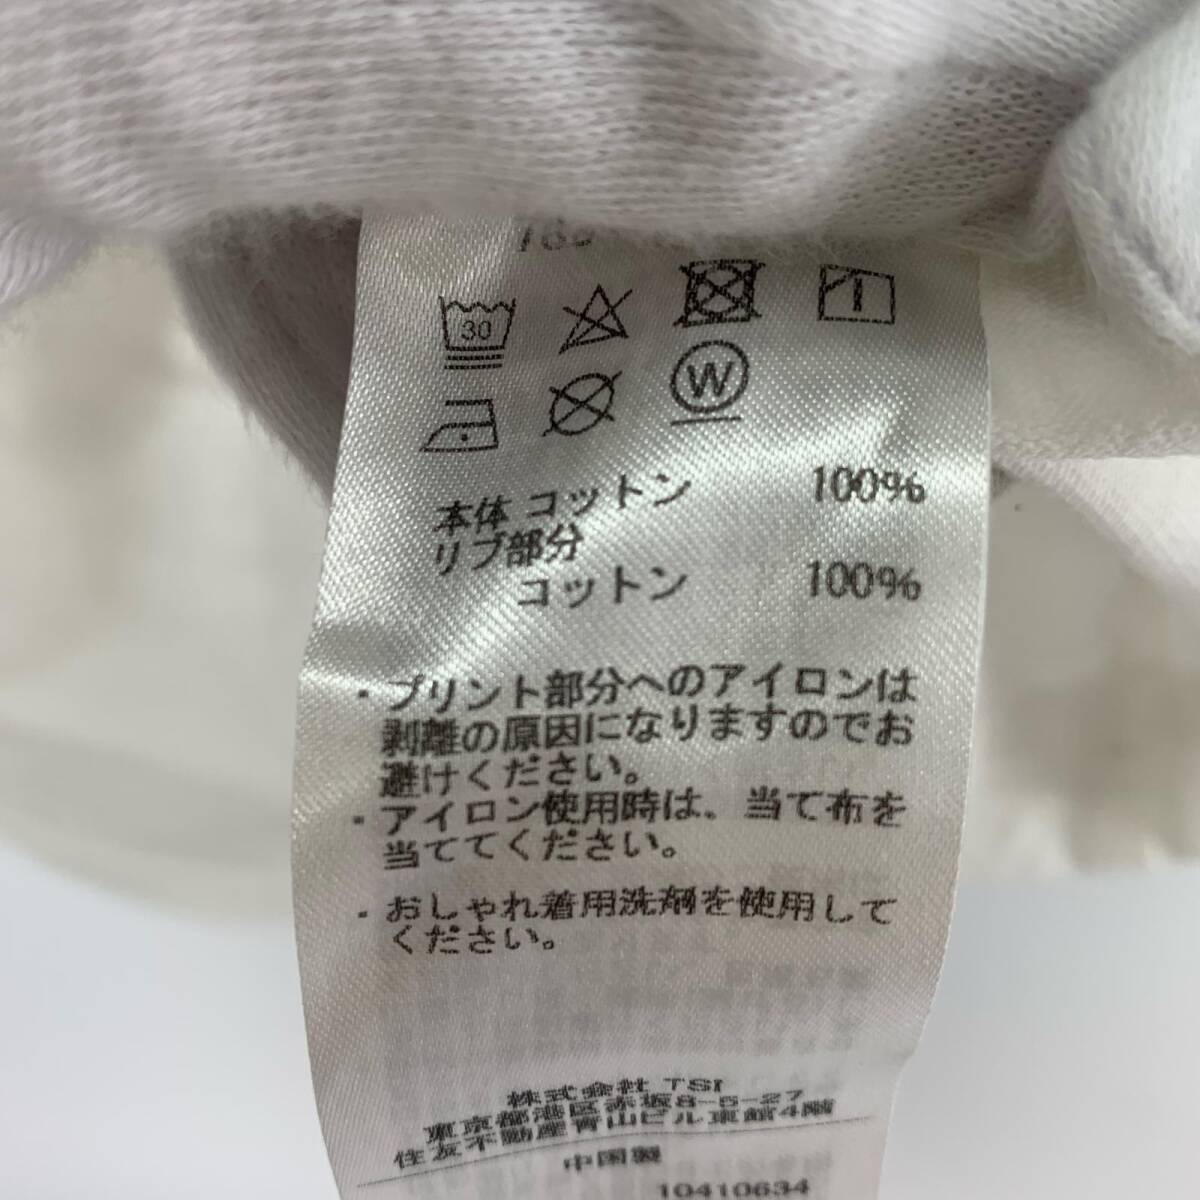 30
W
本体 コットン 100%
リブ部分
コットン 100%
・プリント部分へのアイロンは
剥離の原因になりますのでお
避けください。
・アイロン使用時は、当て布を
当ててください。
・おしゃれ着用洗剤を使用して
ください。
株式会社 TSI
東京都港区赤坂8-5-27
住友不動産青山ビル東館4階
中国製
10410634